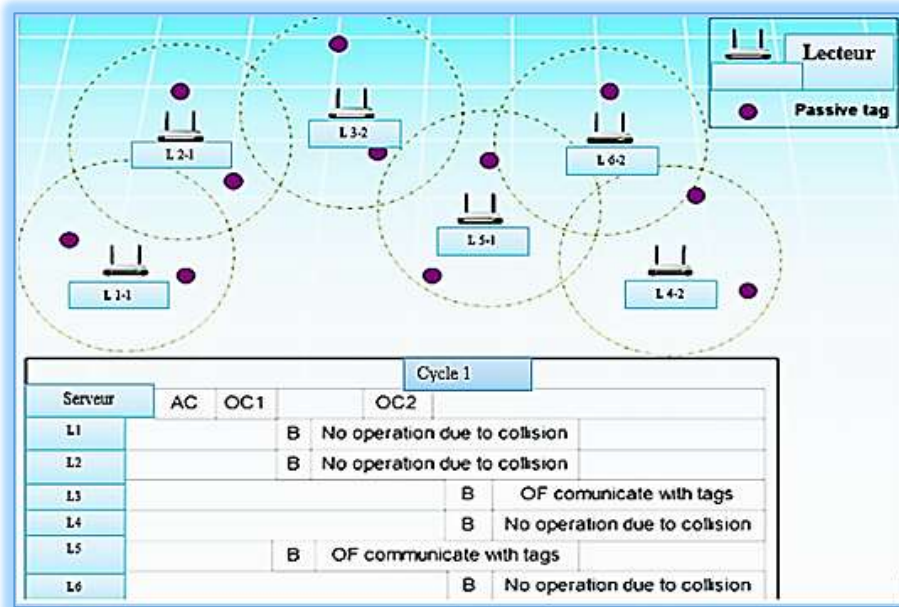 Lecteur
Passive tag
L 2-1
L 3-2
L 6-2
L 5-1
L 1-1
L 4-2
Cycle 1
Serveur AC OC1 OC2
L1 B No operation due to collision
L2 B No operation due to collision
L3 B OF comunicate with tags
L4 B No operation due to collision
L5 B OF communicate with tags
L6 B No operation due to collision